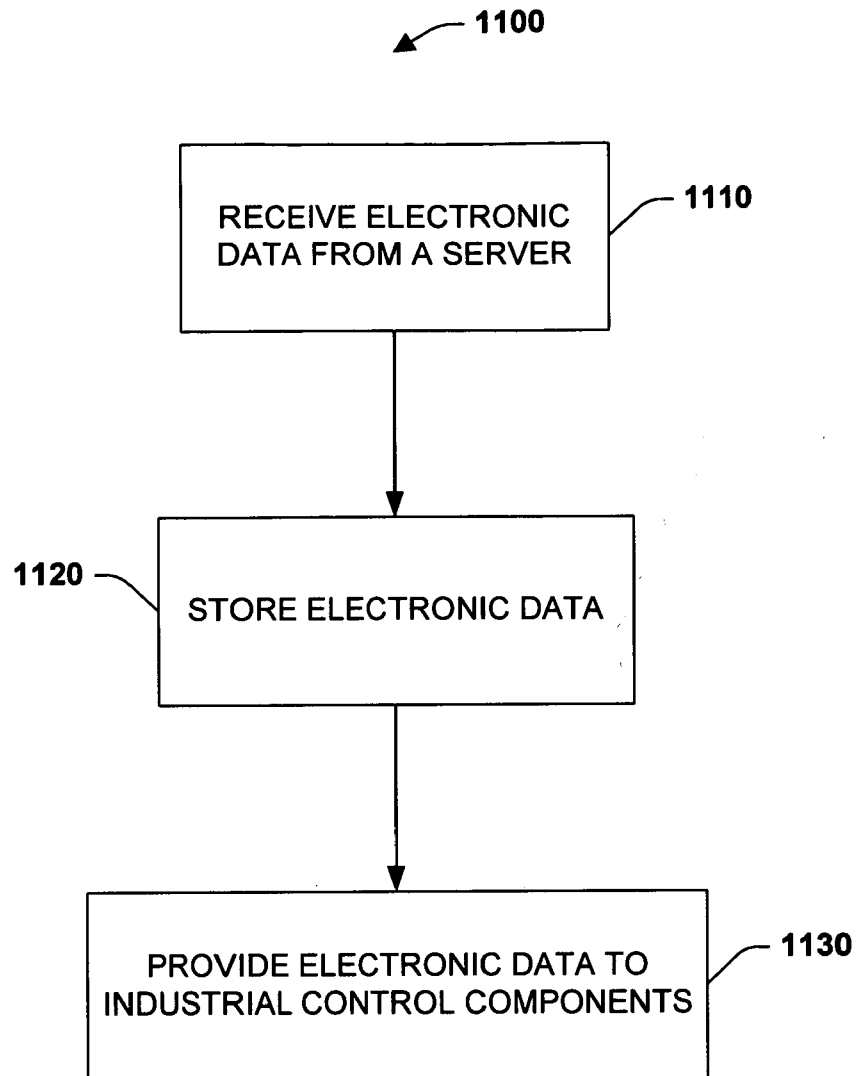 1100
RECEIVE ELECTRONIC
DATA FROM A SERVER
1110
1120
STORE ELECTRONIC DATA
PROVIDE ELECTRONIC DATA TO
INDUSTRIAL CONTROL COMPONENTS
1130